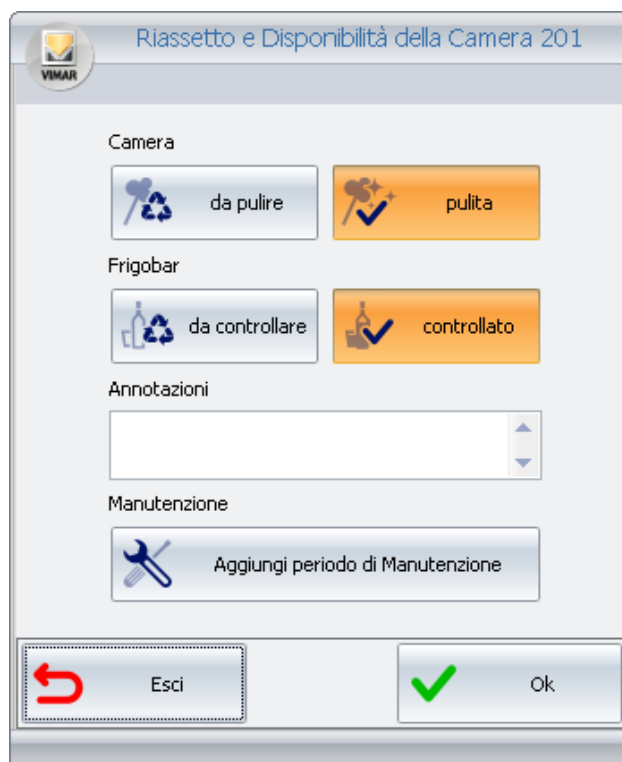 Riassetto e Disponibilità della Camera 201
VIMAR
Camera
da pulire
pulita
Frigobar
da controllare
controllato
Annotazioni
Manutenzione
Aggiungi periodo di Manutenzione
Esci
Ok